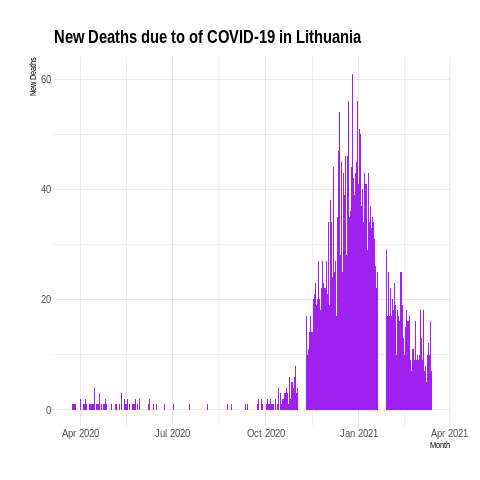 New Deaths due to of COVID-19 in Lithuania
New Deaths
60
40
20
0
Apr 2020
Jul 2020
Oct 2020
Jan 2021
Apr 2021
Month